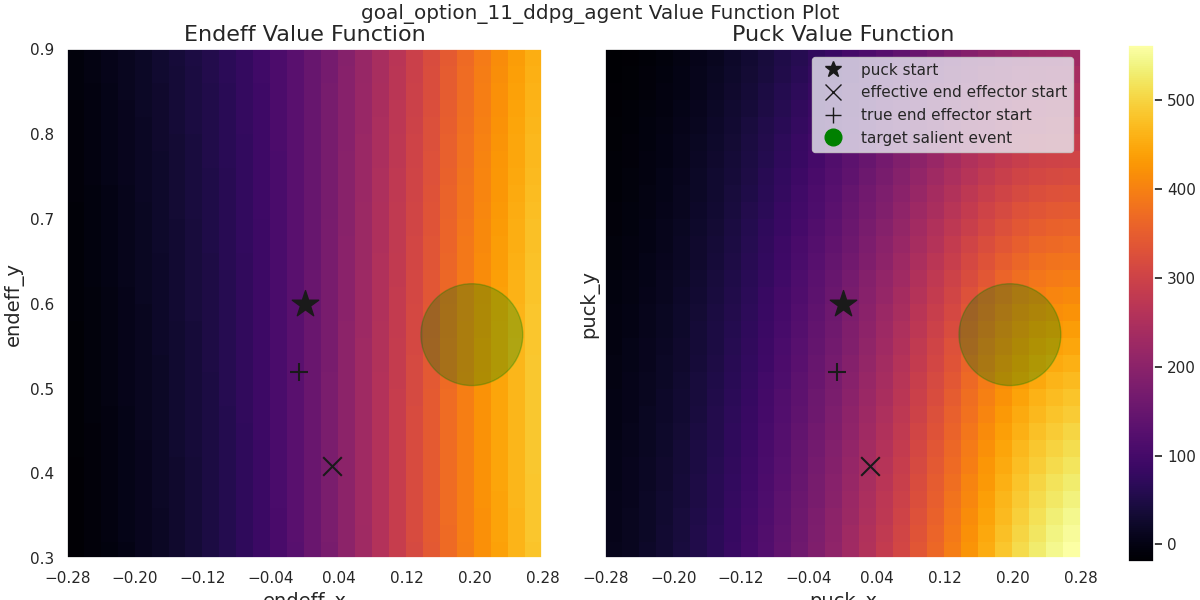 goal_option_11_ddpg_agent Value Function Plot
Endeff Value Function
Puck Value Function
0.9
0.8
0.7
0.6
0.5
0.4
0.3
endeff_y
−0.28 −0.20 −0.12 −0.04 0.04 0.12 0.20 0.28
endeff_x
puck start
effective end effector start
true end effector start
target salient event
puck_y
−0.28 −0.20 −0.12 −0.04 0.04 0.12 0.20 0.28
puck_x
500
400
300
200
100
0